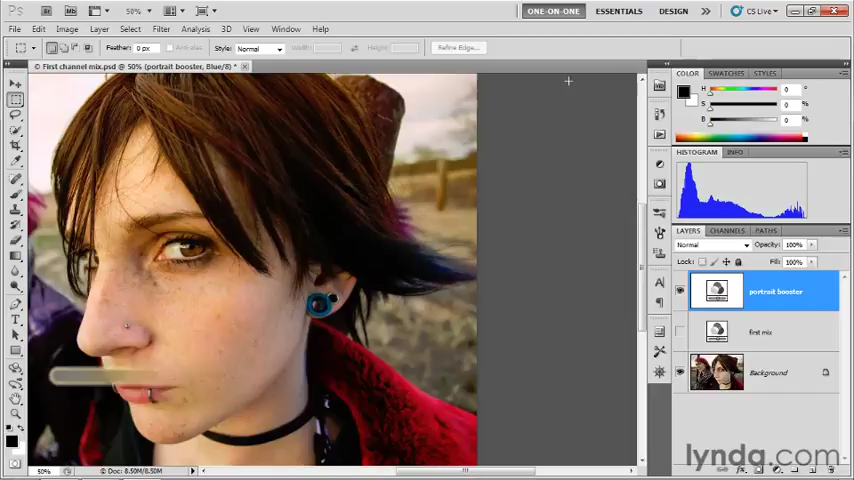 Ps Br Mb 50% ONE-ON-ONE ESSENTIALS DESIGN CS Live
File Edit Image Layer Select Filter Analysis 3D View Window Help
Feather: 0 px Anti-alias Style: Normal Width: Height: Refine Edge...
© First channel mix.psd @ 50% (portrait booster, Blue/8) *
COLOR SWATCHES STYLES
H 0 °
S 0 %
B 0 %
HISTOGRAM INFO
LAYERS CHANNELS PATHS
Normal Opacity: 100%
Lock: Fill: 100%
portrait booster
first mix
Background
50% Doc: 8.50M/8.50M
lynda.com